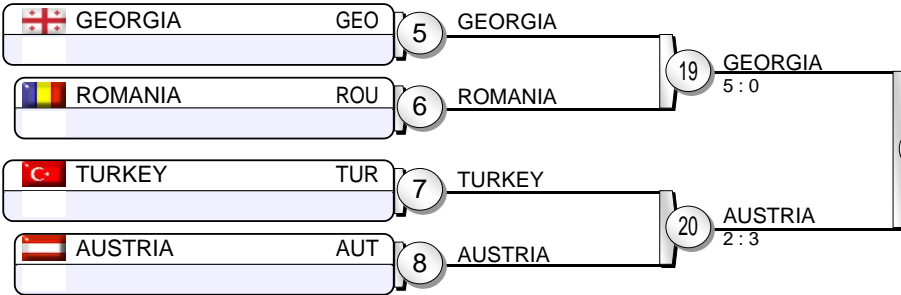 GEORGIA GEO
5
GEORGIA
ROMANIA ROU
6
ROMANIA
19
GEORGIA
5 : 0
TURKEY TUR
7
TURKEY
AUSTRIA AUT
8
AUSTRIA
20
AUSTRIA
2 : 3